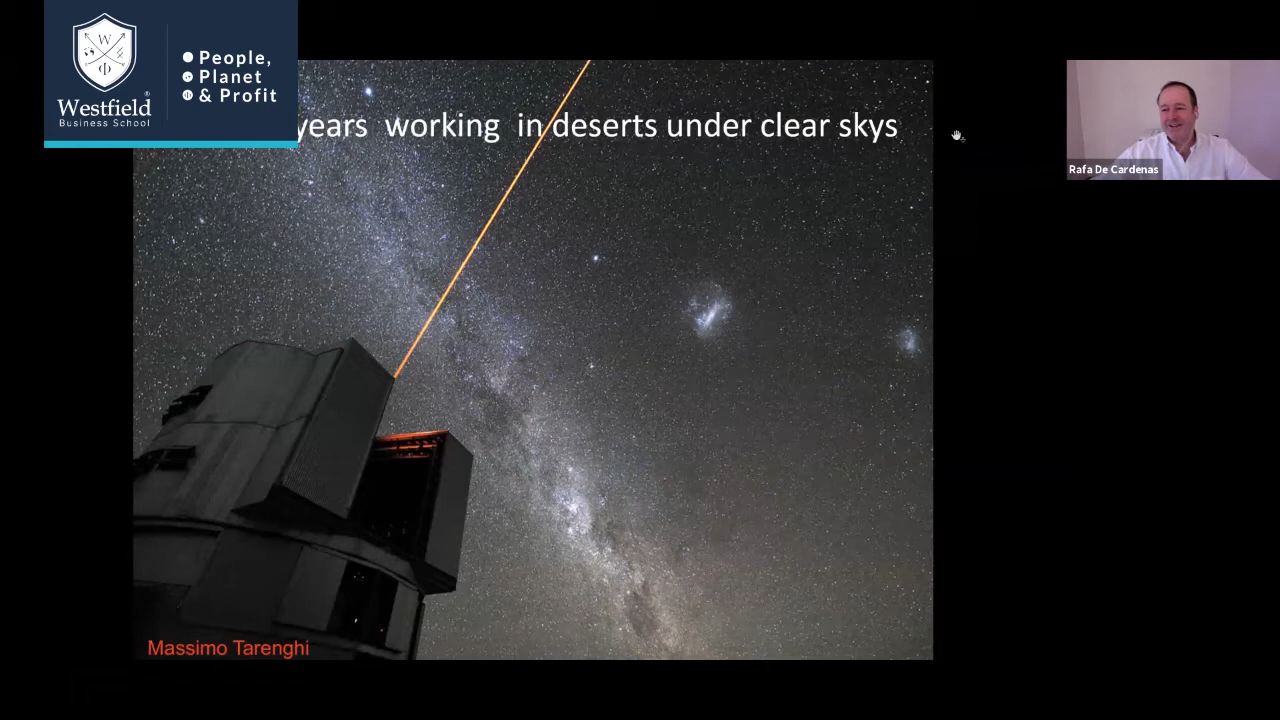 W
Φ
Westfield®
Business School
People,
Planet
& Profit
years working in deserts under clear skys
Rafa De Cardenas
Massimo Tarenghi